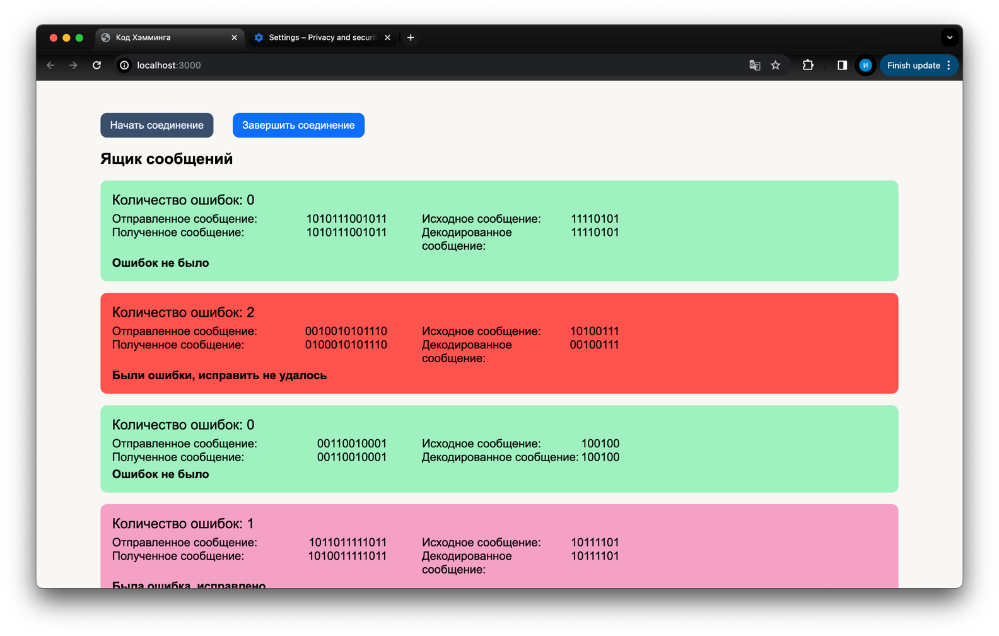 Код Хэмминга
Settings – Privacy and securit
localhost:3000
И
Finish update
Начать соединение
Завершить соединение
Ящик сообщений
Количество ошибок: 0
Отправленное сообщение: 1010111001011 Исходное сообщение: 11110101
Полученное сообщение: 1010111001011 Декодированное 11110101
сообщение:
Ошибок не было
Количество ошибок: 2
Отправленное сообщение: 0010010101110 Исходное сообщение: 10100111
Полученное сообщение: 0100010101110 Декодированное 00100111
сообщение:
Были ошибки, исправить не удалось
Количество ошибок: 0
Отправленное сообщение: 00110010001 Исходное сообщение: 100100
Полученное сообщение: 00110010001 Декодированное сообщение: 100100
Ошибок не было
Количество ошибок: 1
Отправленное сообщение: 1011011111011 Исходное сообщение: 10111101
Полученное сообщение: 1010011111011 Декодированное 10111101
сообщение:
Была ошибка, исправлено